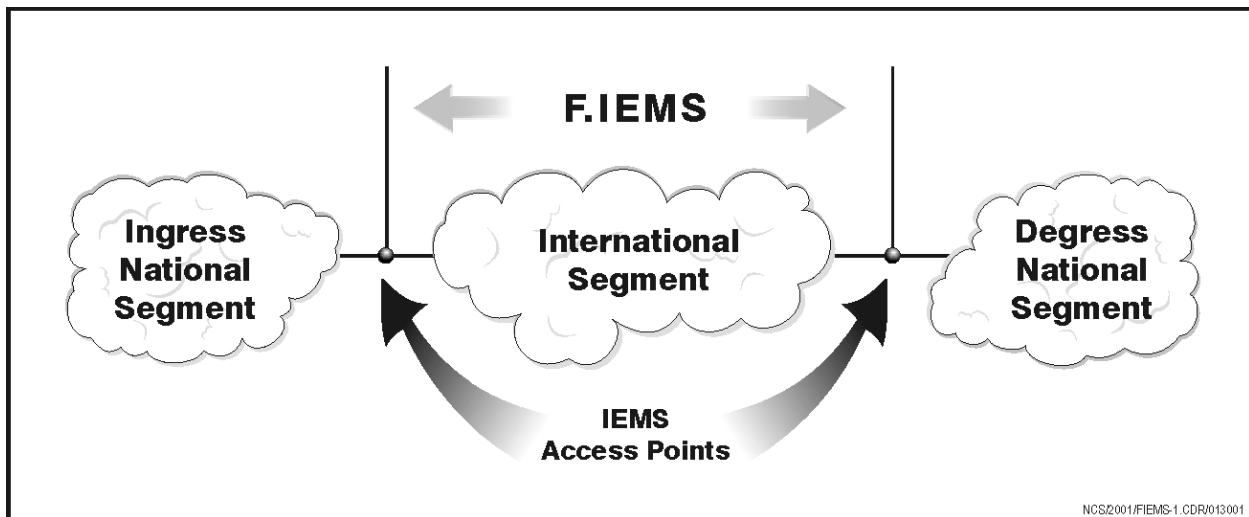 F.IEMS
Ingress
National
Segment
International
Segment
Degress
National
Segment
IEMS
Access Points
NCS/2001/FIEMS-1.CDR/013001